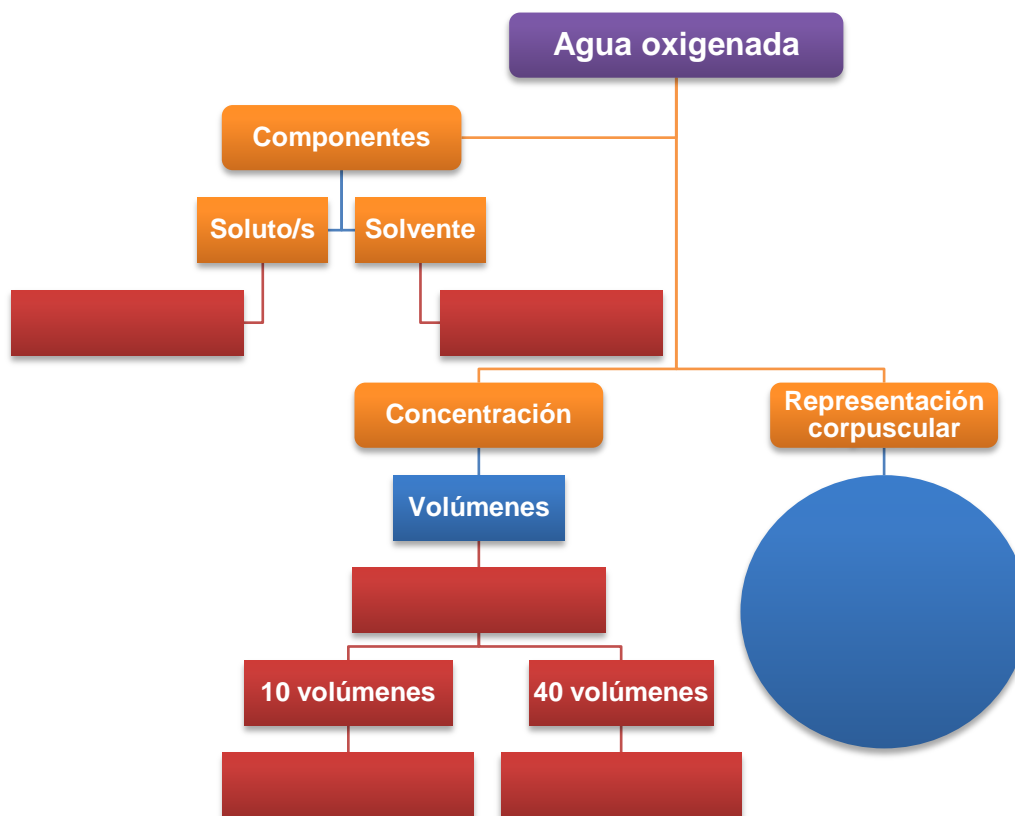 Agua oxigenada
Componentes
Soluto/s
Solvente
Concentración
Representación
corpuscular
Volúmenes
10 volúmenes
40 volúmenes